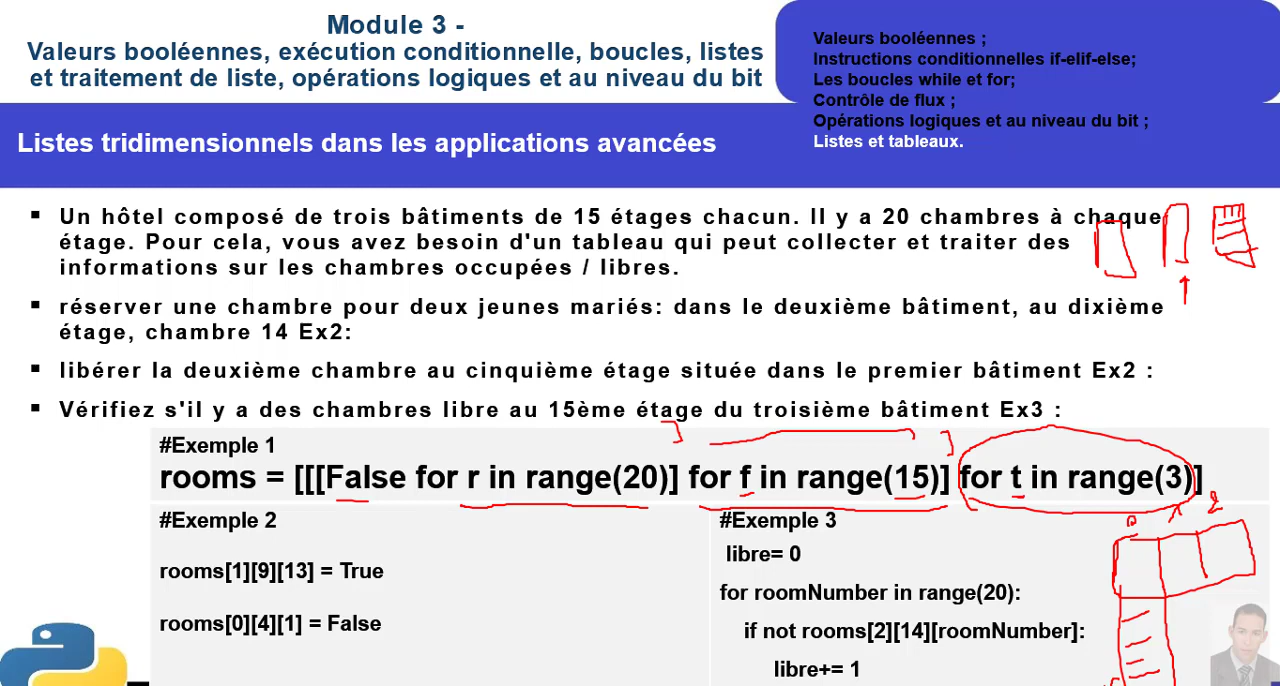 Module 3 -
Valeurs booléennes, exécution conditionnelle, boucles, listes
et traitement de liste, opérations logiques et au niveau du bit
Valeurs booléennes ;
Instructions conditionnelles if-elif-else;
Les boucles while et for;
Contrôle de flux ;
Opérations logiques et au niveau du bit ;
Listes et tableaux.
Listes tridimensionnels dans les applications avancées
▪ Un hôtel composé de trois bâtiments de 15 étages chacun. Il y a 20 chambres à chaque
étage. Pour cela, vous avez besoin d'un tableau qui peut collecter et traiter des
informations sur les chambres occupées / libres.
▪ réserver une chambre pour deux jeunes mariés: dans le deuxième bâtiment, au dixième
étage, chambre 14 Ex2:
▪ libérer la deuxième chambre au cinquième étage située dans le premier bâtiment Ex2 :
▪ Vérifiez s'il y a des chambres libre au 15ème étage du troisième bâtiment Ex3 :
#Exemple 1
rooms = [[[False for r in range(20)] for f in range(15)] for t in range(3)]
#Exemple 2
rooms[1][9][13] = True
rooms[0][4][1] = False
#Exemple 3
libre= 0
for roomNumber in range(20):
if not rooms[2][14][roomNumber]:
libre+= 1
0 1 2